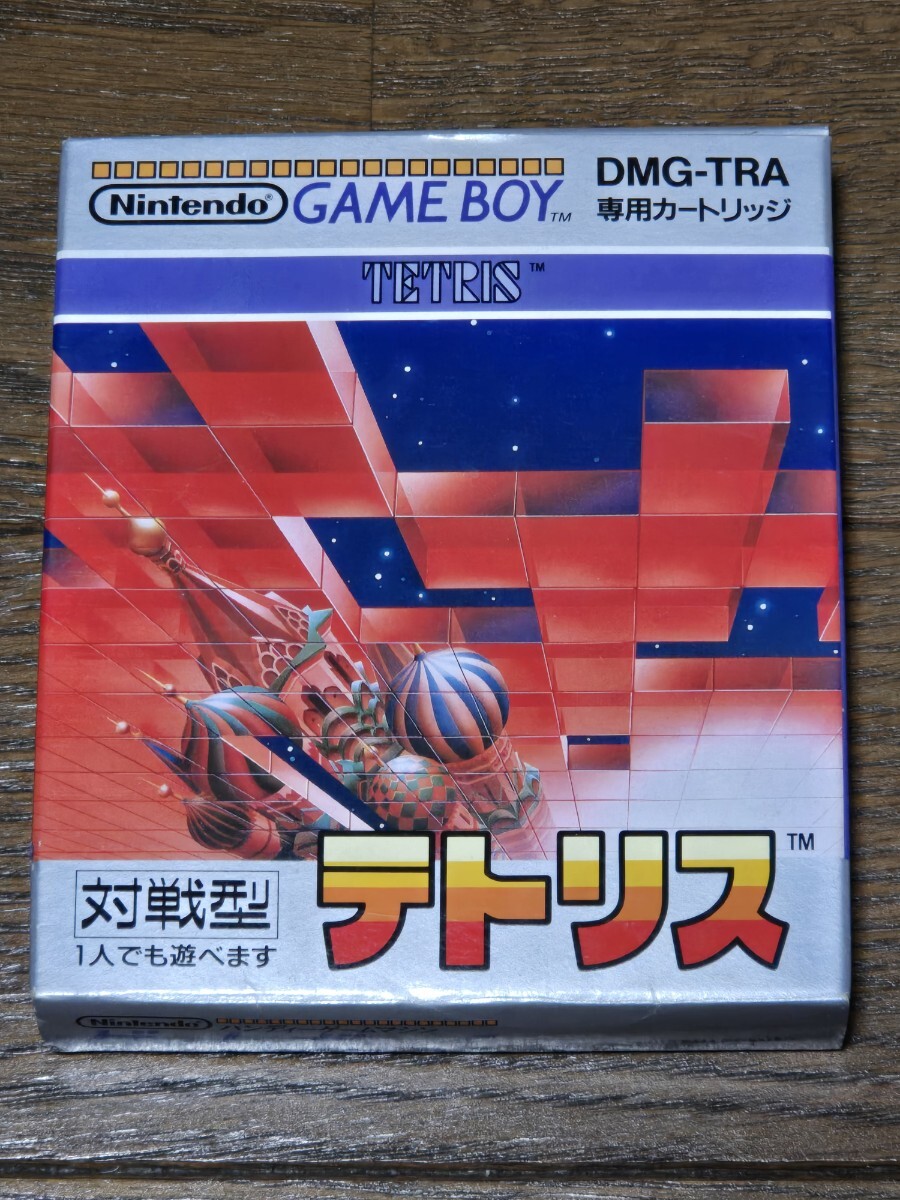 Nintendo® GAME BOY™
DMG-TRA
専用カートリッジ
TETRIS™
対戦型
1人でも遊べます
テトリス™
Nintendo